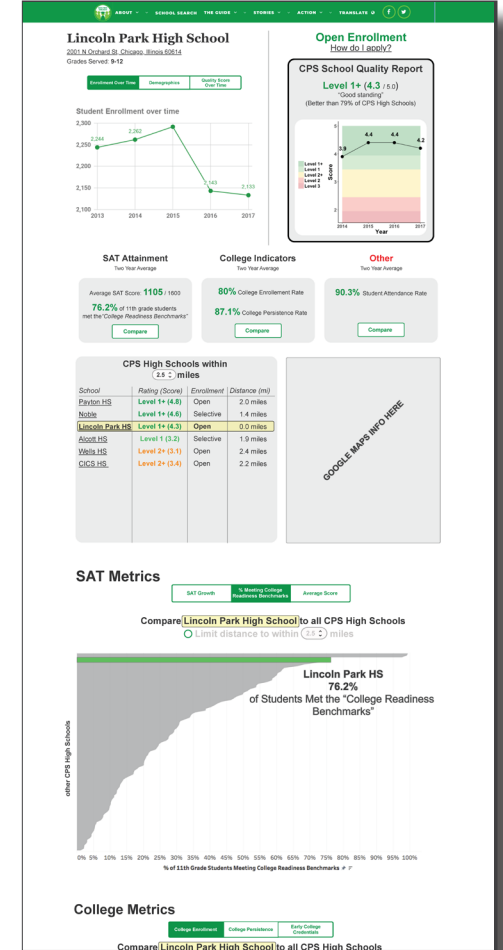 ABOUT SCHOOL SEARCH THE GUIDE STORIES ACTION TRANSLATE
Lincoln Park High School
2001 N Orchard St, Chicago, Illinois 60614
Grades Served: 9-12
Open Enrollment
How do I apply?
Enrollment Over Time Demographics Quality Score Over Time
CPS School Quality Report
Level 1+ (4.3 / 5.0)
"Good standing"
(Better than 79% of CPS High Schools)
Student Enrollment over time
2,300
2,250
2,200
2,150
2,100
2,244
2,262
2,143
2,133
2013 2014 2015 2016 2017
5
4
3
2
Score
3.9
4.4
4.4
4.2
Level 1+
Level 1
Level 2+
Level 2
Level 3
2014 2015 2016 2017
Year
SAT Attainment
Two Year Average
Average SAT Score: 1105 / 1600
76.2% of 11th grade students
met the "College Readiness Benchmarks"
Compare
College Indicators
Two Year Average
80% College Enrollement Rate
87.1% College Persistence Rate
Compare
Other
Two Year Average
90.3% Student Attendance Rate
Compare
CPS High Schools within
2.5 miles
School Rating (Score) Enrollment Distance (mi)
Payton HS Level 1+ (4.8) Open 2.0 miles
Noble Level 1+ (4.6) Selective 1.4 miles
Lincoln Park HS Level 1+ (4.3) Open 0.0 miles
Alcott HS Level 1 (3.2) Selective 1.9 miles
Wells HS Level 2+ (3.1) Open 2.4 miles
CICS HS Level 2+ (3.4) Open 2.2 miles
GOOGLE MAPS INFO HERE
SAT Metrics
SAT Growth % Meeting College Readiness Benchmarks Average Score
Compare Lincoln Park High School to all CPS High Schools
Limit distance to within 2.5 miles
Lincoln Park HS
76.2%
of Students Met the "College Readiness
Benchmarks"
other CPS High Schools
0% 5% 10% 15% 20% 25% 30% 35% 40% 45% 50% 55% 60% 65% 70% 75% 80% 85% 90% 95% 100%
% of 11th Grade Students Meeting College Readiness Benchmarks
College Metrics
College Enrollment College Persistence Early College Credentials
Compare Lincoln Park High School to all CPS High Schools